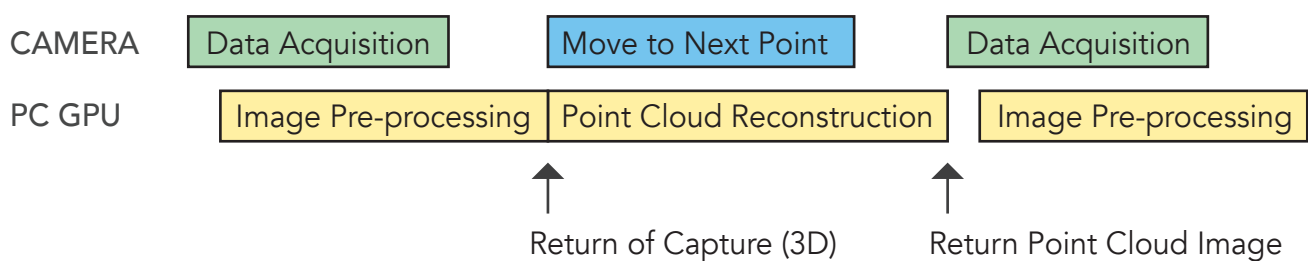 CAMERA Data Acquisition Move to Next Point Data Acquisition
PC GPU Image Pre-processing Point Cloud Reconstruction Image Pre-processing
Return of Capture (3D) Return Point Cloud Image